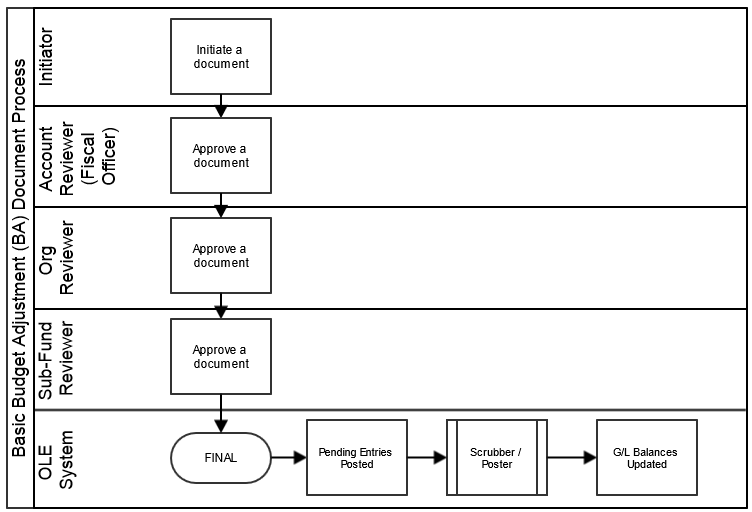 Basic Budget Adjustment (BA) Document Process
Initiator
Initiate a
document
Account
Reviewer
(Fiscal
Officer)
Approve a
document
Org
Reviewer
Approve a
document
Sub-Fund
Reviewer
Approve a
document
OLE
System
FINAL
Pending Entries
Posted
Scrubber /
Poster
G/L Balances
Updated